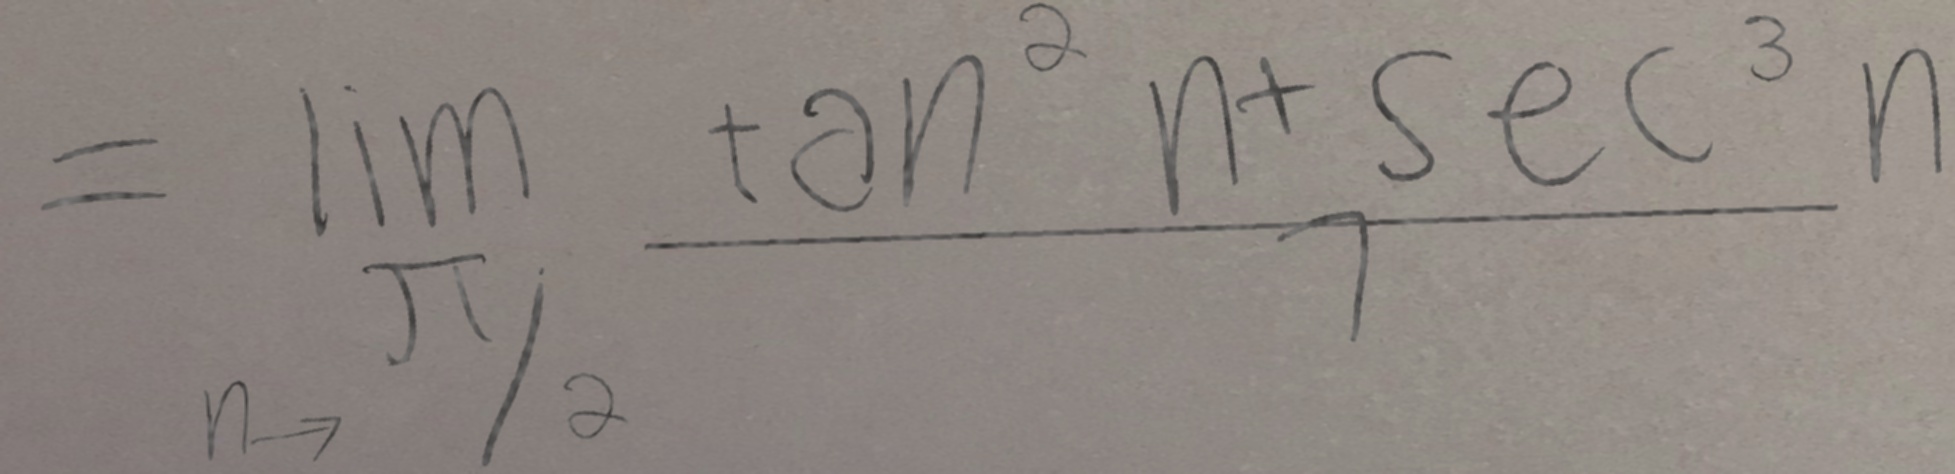 = lim n→π/2 (tan² n + sec³ n)/7